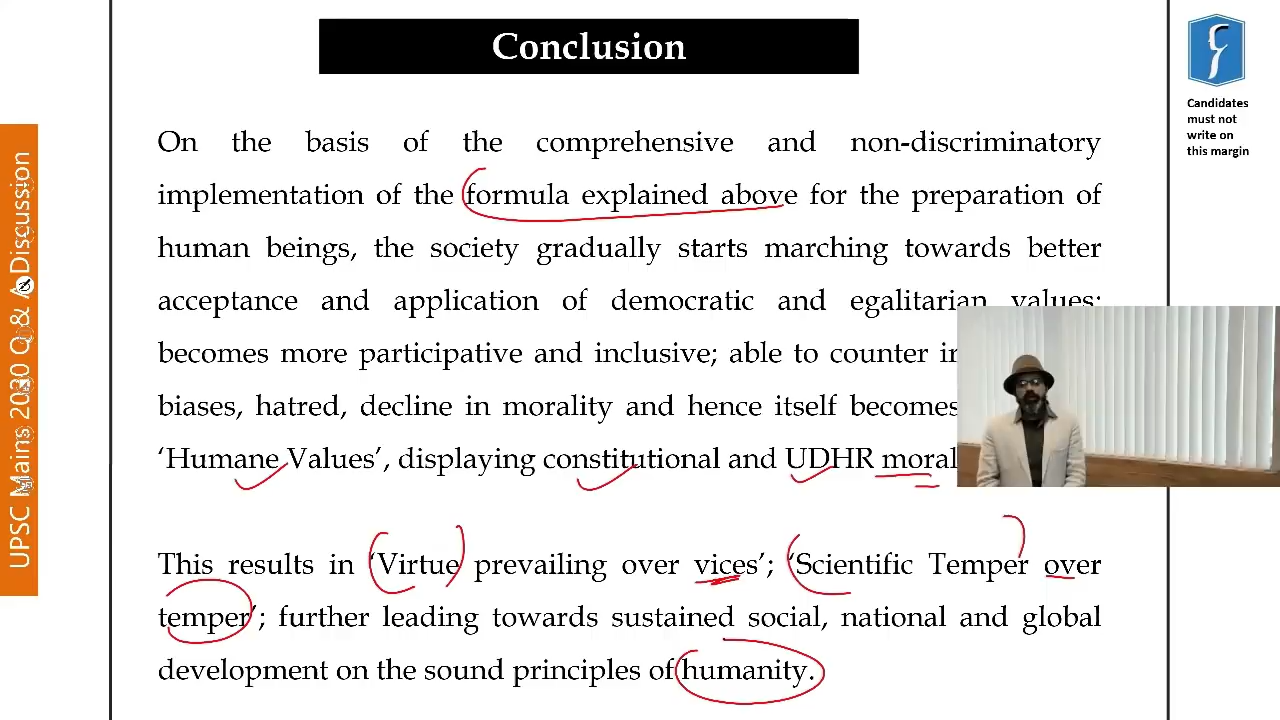 Conclusion
Candidates
must not
write on
this margin
On the basis of the comprehensive and non-discriminatory
implementation of the formula explained above for the preparation of
human beings, the society gradually starts marching towards better
acceptance and application of democratic and egalitarian values;
becomes more participative and inclusive; able to counter
biases, hatred, decline in morality and hence itself becomes
‘Humane Values’, displaying constitutional and UDHR
This results in ‘Virtue prevailing over vices’; ‘Scientific Temper over
temper’; further leading towards sustained social, national and global
development on the sound principles of humanity.
UPSC Mains 2020 Q & A Discussion